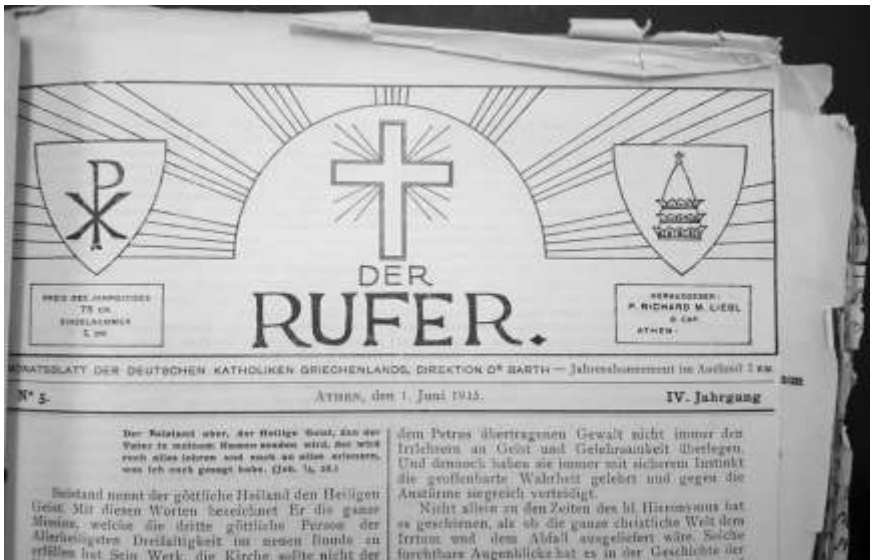 DER
RUFER.
PREIS DES JAHRGANGES
75 DR.
EINZELNUMMER
HERAUSGEBER:
P. RICHARD M. LIEBL
O. CAP.
ATHEN
MONATSBLATT DER DEUTSCHEN KATHOLIKEN GRIECHENLANDS, DIREKTION Dᴿ BARTH — Jahresabonnement im Ausland 2 RM
N° 5.
ATHEN, den 1. Juni 1935.
IV. Jahrgang
Der Beistand aber, der Heilige Geist, den der
Vater in meinem Namen senden wird, der wird
euch alles lehren und euch an alles erinnern,
was ich euch gesagt habe. (Joh.
Beistand nennt der göttliche Heiland den Heiligen
Geist. Mit diesen Worten bezeichnet Er die ganze
Mission, welche die dritte göttliche Person der
Allerheiligsten Dreifaltigkeit im neuen Bunde zu
erfüllen hat. Sein Werk, die Kirche, sollte nicht der
dem Petrus übertragenen Gewalt nicht immer den
Irrlehrern an Geist und Gelehrsamkeit überlegen.
Und dennoch haben sie immer mit sicherem Instinkt
die geoffenbarte Wahrheit gelehrt und gegen die
Anstürme siegreich verteidigt.
Nicht allein zu den Zeiten des hl. Hieronymus hat
es geschienen, als ob die ganze christliche Welt dem
Irrtum und dem Abfall ausgeliefert wäre. Solche
furchtbare Augenblicke hat es in der Geschichte der